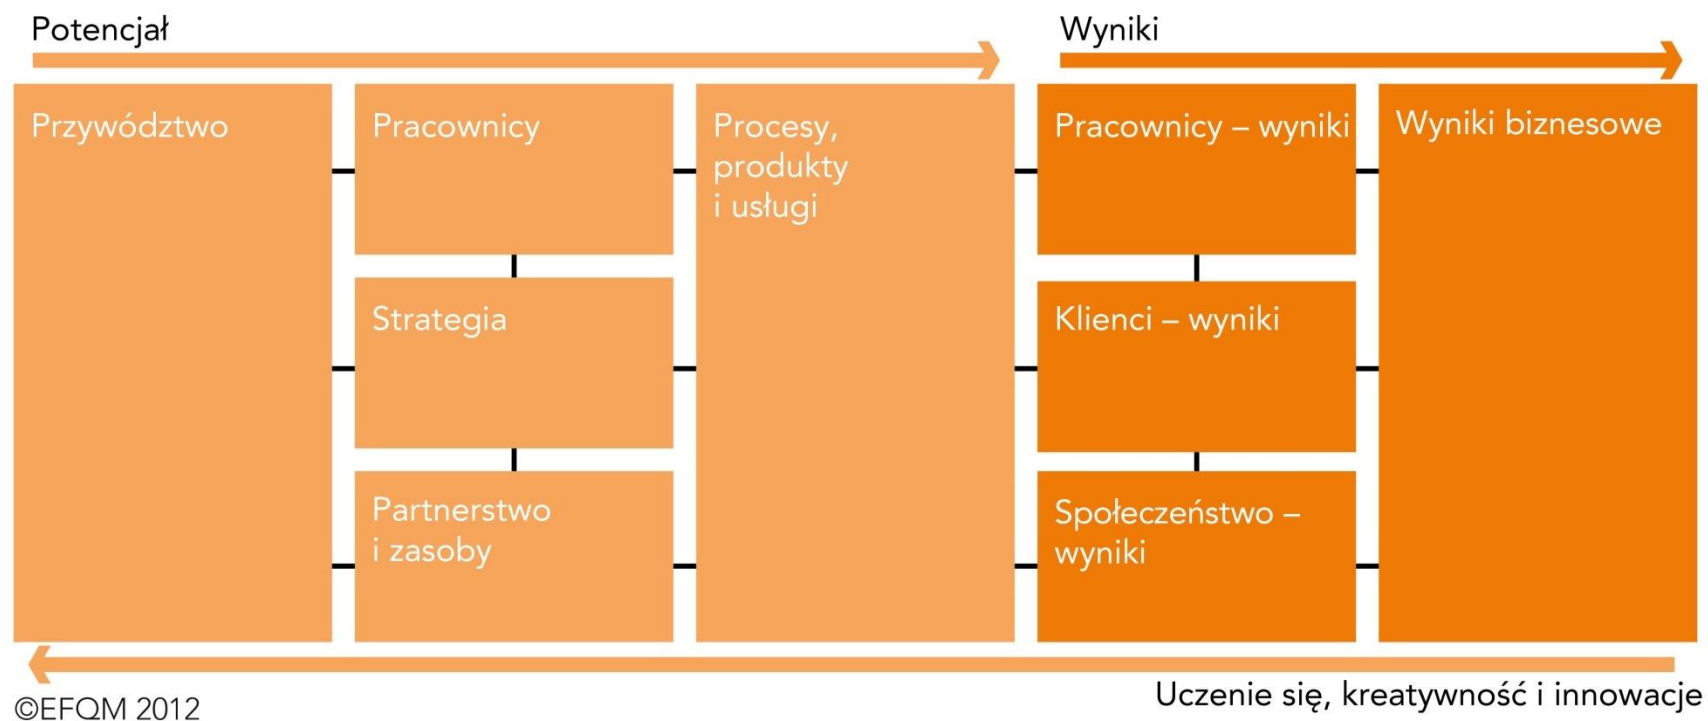 Potencjał
Wyniki
Przywództwo
Pracownicy
Procesy,
produkty
i usługi
Pracownicy – wyniki
Wyniki biznesowe
Strategia
Klienci – wyniki
Partnerstwo
i zasoby
Społeczeństwo –
wyniki
Uczenie się, kreatywność i innowacje
©EFQM 2012